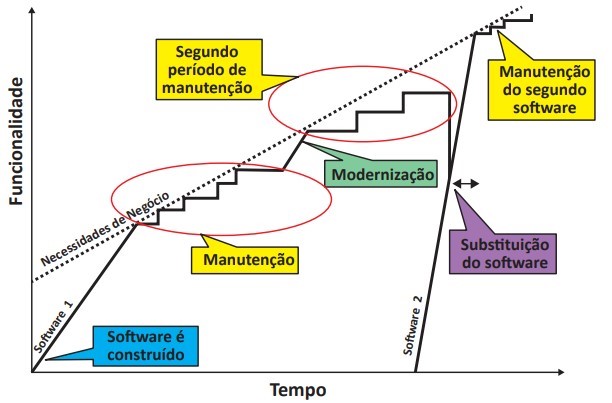 Funcionalidade
Segundo
período de
manutenção
Manutenção
do segundo
software
Modernização
Necessidades de Negócio
Manutenção
Substituição
do software
Software 1
Software é
construído
Software 2
Tempo